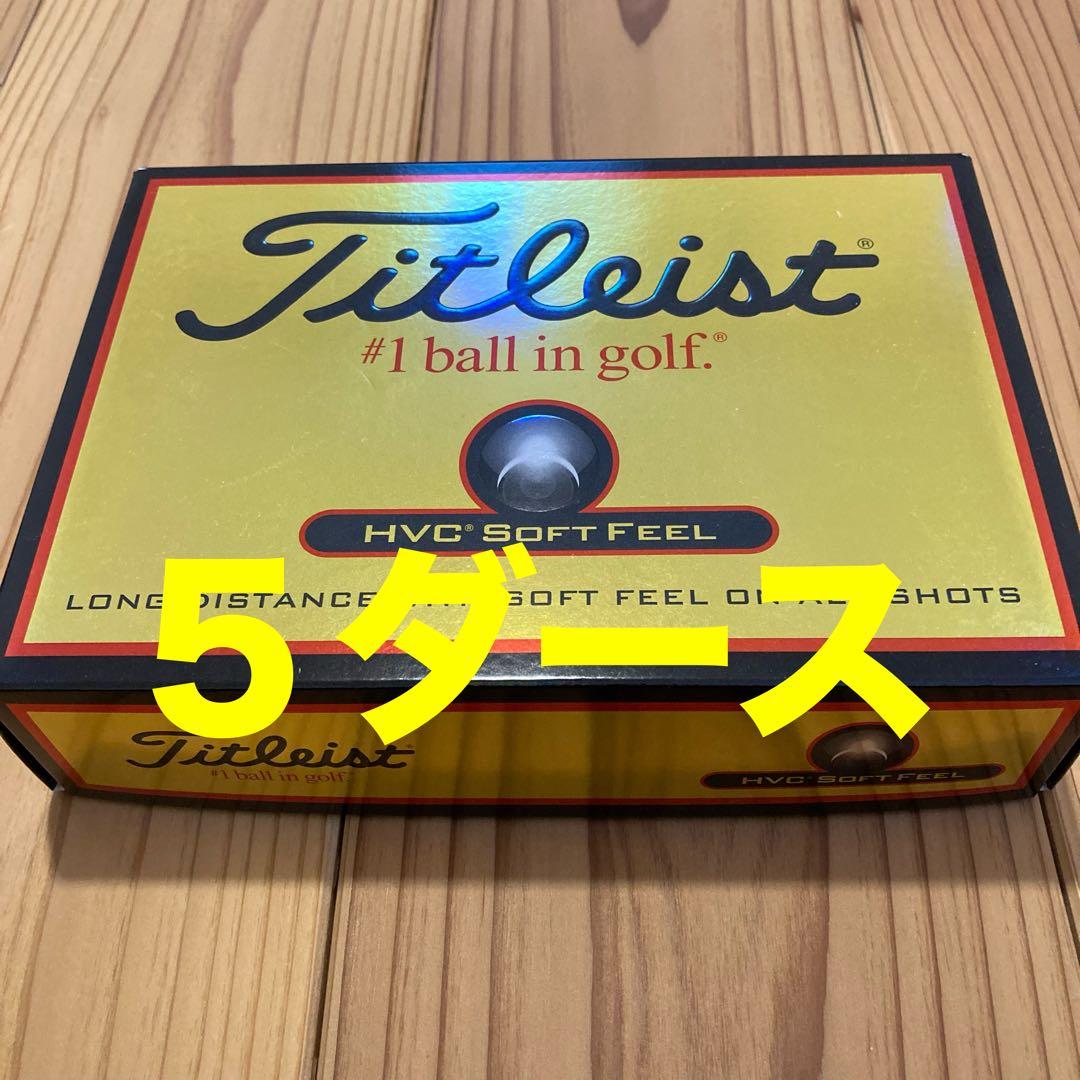 Titleist®
#1 ball in golf.®
HVC® SOFT FEEL
LONG DISTANCE SOFT FEEL ON SHOTS
5ダース
Titleist
#1 ball in golf.
HVC® SOFT FEEL